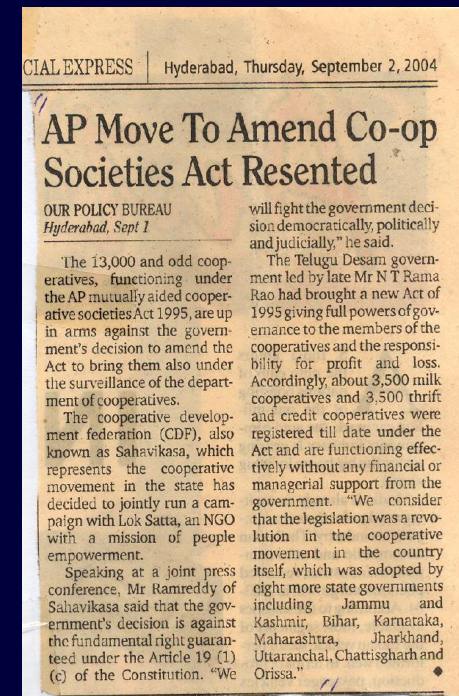 CIAL EXPRESS | Hyderabad, Thursday, September 2, 2004
AP Move To Amend Co-op
Societies Act Resented
OUR POLICY BUREAU
Hyderabad, Sept 1
The 13,000 and odd coop-
eratives, functioning under
the AP mutually aided cooper-
ative societies Act 1995, are up
in arms against the govern-
ment's decision to amend the
Act to bring them also under
the surveillance of the depart-
ment of cooperatives.
The cooperative develop-
ment federation (CDF), also
known as Sahavikasa, which
represents the cooperative
movement in the state has
decided to jointly run a cam-
paign with Lok Satta, an NGO
with a mission of people
empowerment.
Speaking at a joint press
conference, Mr Ramreddy of
Sahavikasa said that the gov-
ernment's decision is against
the fundamental right guaran-
teed under the Article 19 (1)
(c) of the Constitution. "We
will fight the government deci-
sion democratically, politically
and judicially," he said.
The Telugu Desam govern-
ment led by late Mr N T Rama
Rao had brought a new Act of
1995 giving full powers of gov-
ernance to the members of the
cooperatives and the responsi-
bility for profit and loss.
Accordingly, about 3,500 milk
cooperatives and 3,500 thrift
and credit cooperatives were
registered till date under the
Act and are functioning effec-
tively without any financial or
managerial support from the
government. "We consider
that the legislation was a revo-
lution in the cooperative
movement in the country
itself, which was adopted by
eight more state governments
including Jammu and
Kashmir, Bihar, Karnataka,
Maharashtra, Jharkhand,
Uttaranchal, Chattisgharh and
Orissa."